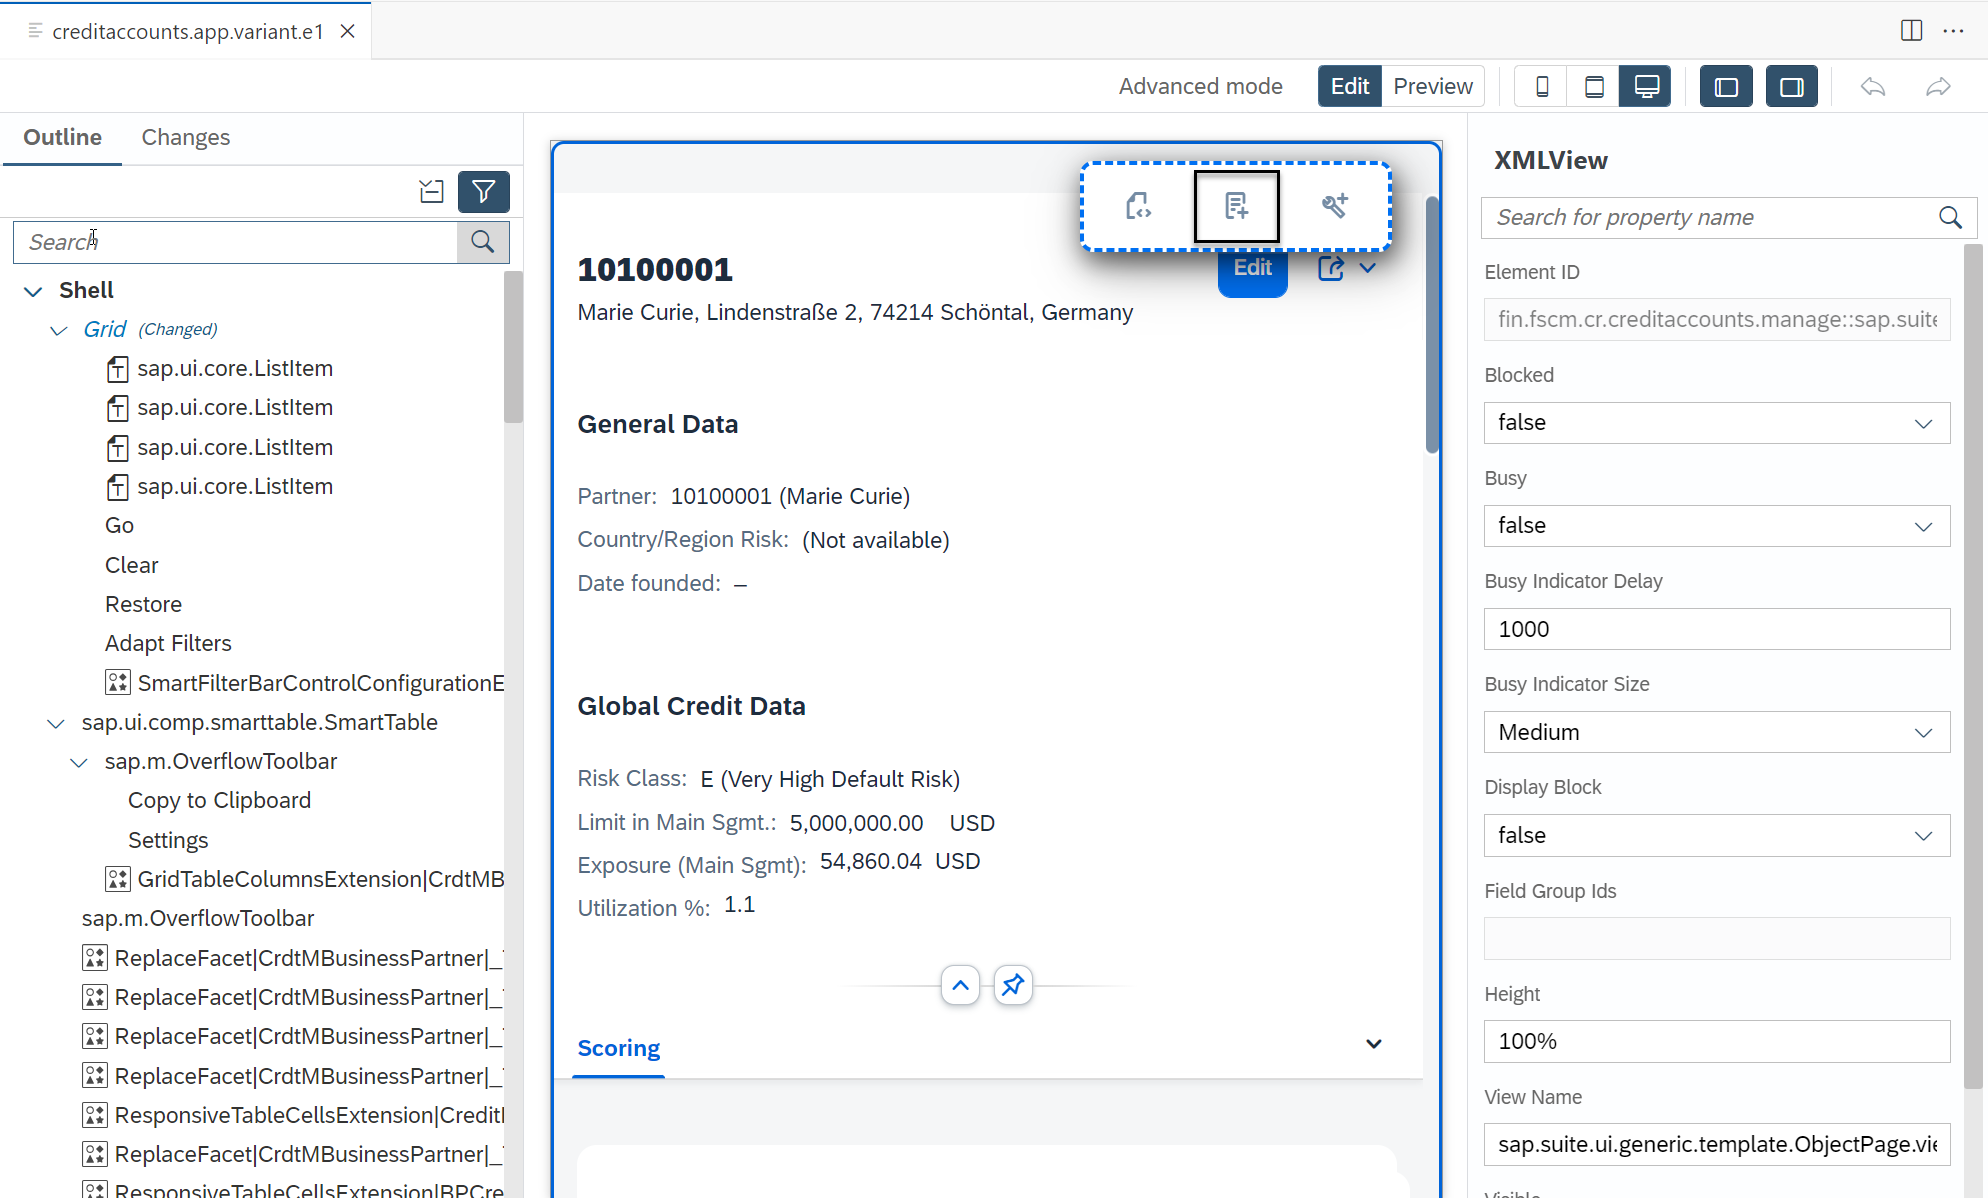 creditaccounts.app.variant.e1
Advanced mode
Edit
Preview
Outline
Changes
Search
Shell
Grid (Changed)
sap.ui.core.ListItem
sap.ui.core.ListItem
sap.ui.core.ListItem
sap.ui.core.ListItem
Go
Clear
Restore
Adapt Filters
SmartFilterBarControlConfigurationE
sap.ui.comp.smarttable.SmartTable
sap.m.OverflowToolbar
Copy to Clipboard
Settings
GridTableColumnsExtension|CrdtMB
sap.m.OverflowToolbar
ReplaceFacet|CrdtMBusinessPartner|_
ReplaceFacet|CrdtMBusinessPartner|_
ReplaceFacet|CrdtMBusinessPartner|_
ReplaceFacet|CrdtMBusinessPartner|_
ResponsiveTableCellsExtension|Credit
ReplaceFacet|CrdtMBusinessPartner|_
ResponsiveTableCellsExtension|BPCre
10100001
Edit
Marie Curie, Lindenstraße 2, 74214 Schöntal, Germany
General Data
Partner: 10100001 (Marie Curie)
Country/Region Risk: (Not available)
Date founded: –
Global Credit Data
Risk Class: E (Very High Default Risk)
Limit in Main Sgmt.: 5,000,000.00 USD
Exposure (Main Sgmt): 54,860.04 USD
Utilization %: 1.1
Scoring
XMLView
Search for property name
Element ID
fin.fscm.cr.creditaccounts.manage::sap.suite
Blocked
false
Busy
false
Busy Indicator Delay
1000
Busy Indicator Size
Medium
Display Block
false
Field Group Ids
Height
100%
View Name
sap.suite.ui.generic.template.ObjectPage.vie